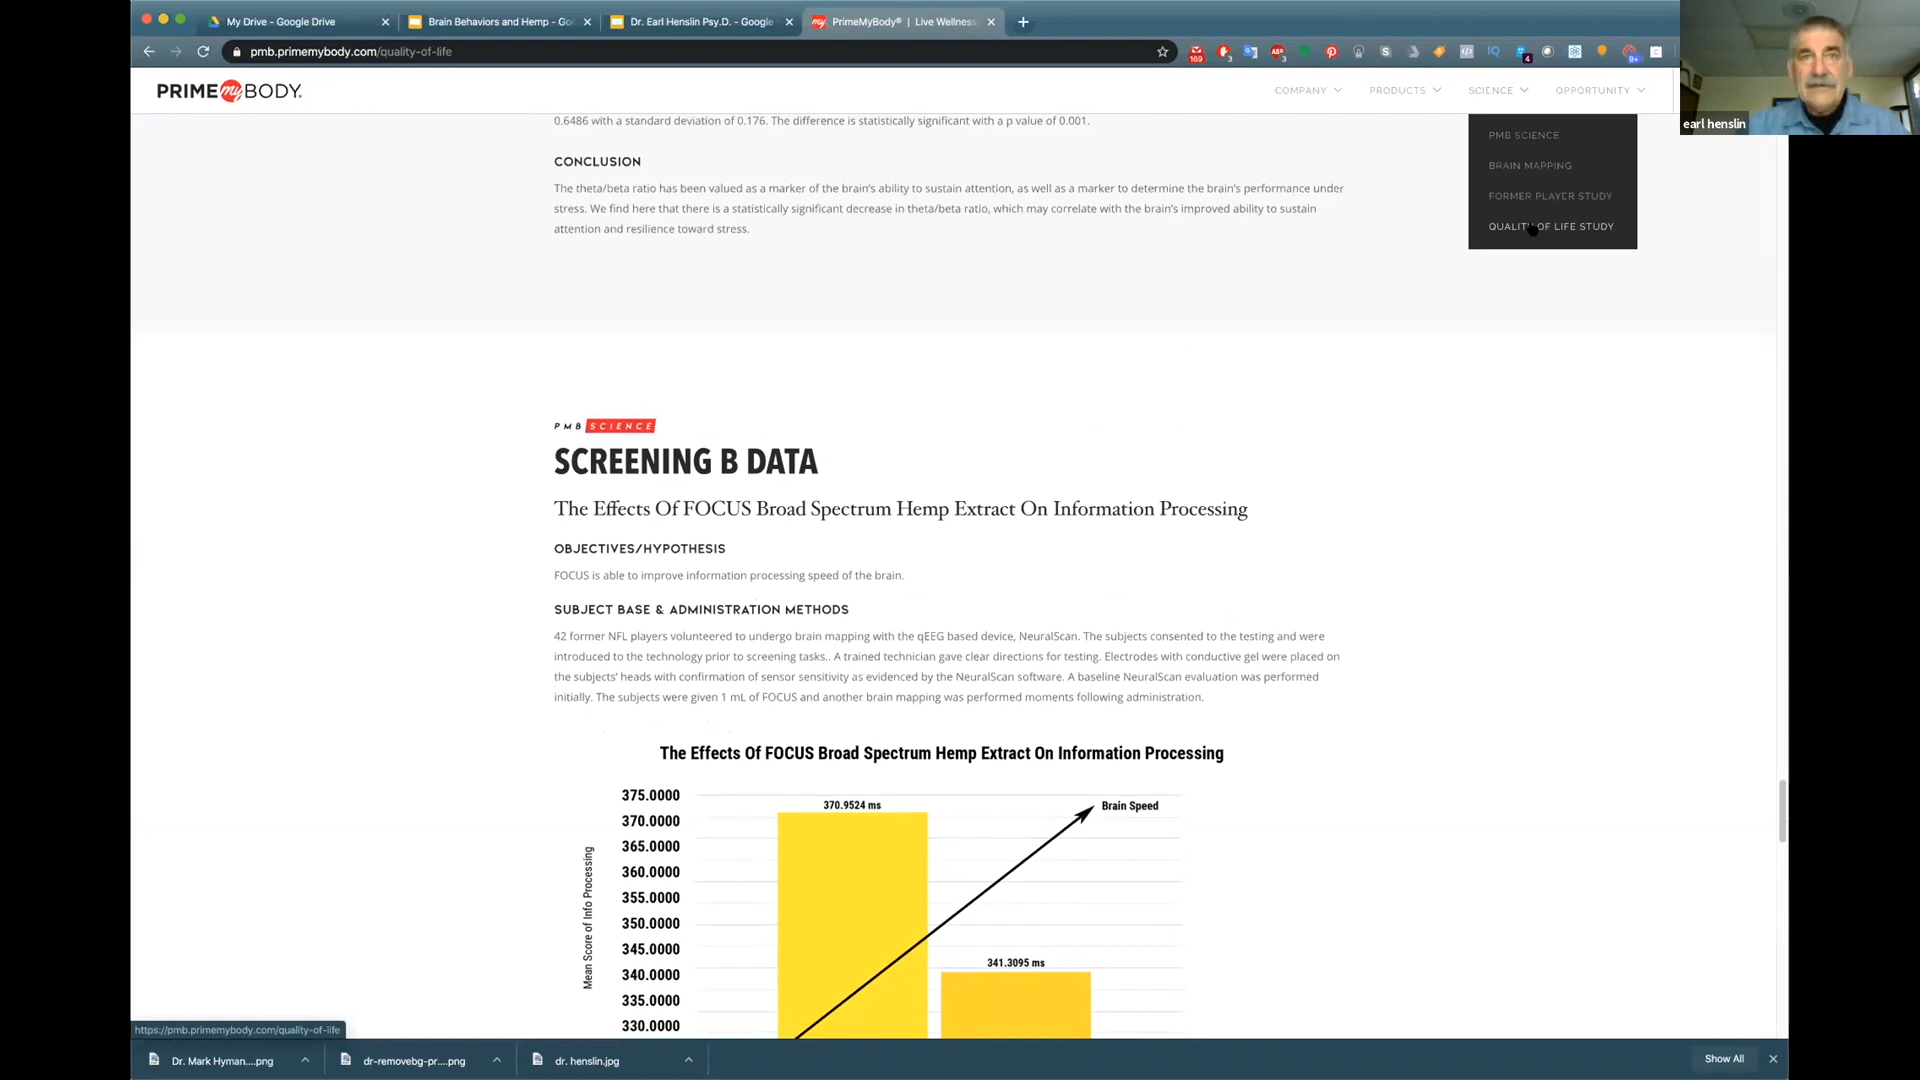 My Drive - Google Drive
Brain Behaviors and Hemp - Go
Dr. Earl Henslin Psy.D. - Google
my PrimeMyBody® | Live Wellness
pmb.primemybody.com/quality-of-life
169
3
ABP
3
IQ
4
9+
PRIME my BODY.
COMPANY
PRODUCTS
SCIENCE
OPPORTUNITY
earl henslin
PMB SCIENCE
BRAIN MAPPING
FORMER PLAYER STUDY
QUALITY OF LIFE STUDY
0.6486 with a standard deviation of 0.176. The difference is statistically significant with a p value of 0.001.
CONCLUSION
The theta/beta ratio has been valued as a marker of the brain's ability to sustain attention, as well as a marker to determine the brain's performance under
stress. We find here that there is a statistically significant decrease in theta/beta ratio, which may correlate with the brain's improved ability to sustain
attention and resilience toward stress.
PMB SCIENCE
SCREENING B DATA
The Effects Of FOCUS Broad Spectrum Hemp Extract On Information Processing
OBJECTIVES/HYPOTHESIS
FOCUS is able to improve information processing speed of the brain.
SUBJECT BASE & ADMINISTRATION METHODS
42 former NFL players volunteered to undergo brain mapping with the qEEG based device, NeuralScan. The subjects consented to the testing and were
introduced to the technology prior to screening tasks.. A trained technician gave clear directions for testing. Electrodes with conductive gel were placed on
the subjects' heads with confirmation of sensor sensitivity as evidenced by the NeuralScan software. A baseline NeuralScan evaluation was performed
initially. The subjects were given 1 mL of FOCUS and another brain mapping was performed moments following administration.
The Effects Of FOCUS Broad Spectrum Hemp Extract On Information Processing
Mean Score of Info Processing
375.0000
370.0000
365.0000
360.0000
355.0000
350.0000
345.0000
340.0000
335.0000
330.0000
370.9524 ms
Brain Speed
341.3095 ms
https://pmb.primemybody.com/quality-of-life
Dr. Mark Hyman....png
dr-removebg-pr....png
dr. henslin.jpg
Show All